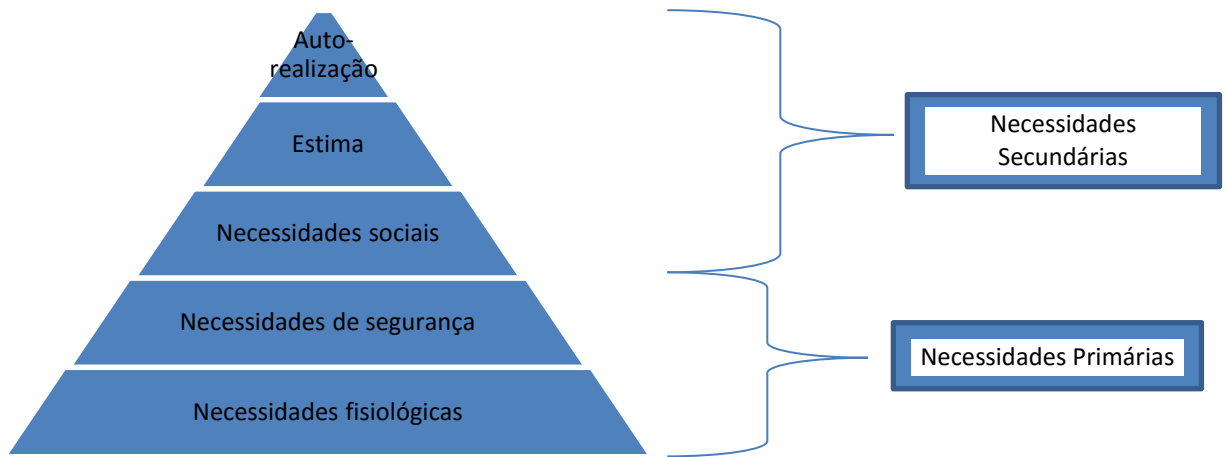 Auto-
realização
Estima
Necessidades sociais
Necessidades de segurança
Necessidades fisiológicas
Necessidades
Secundárias
Necessidades Primárias